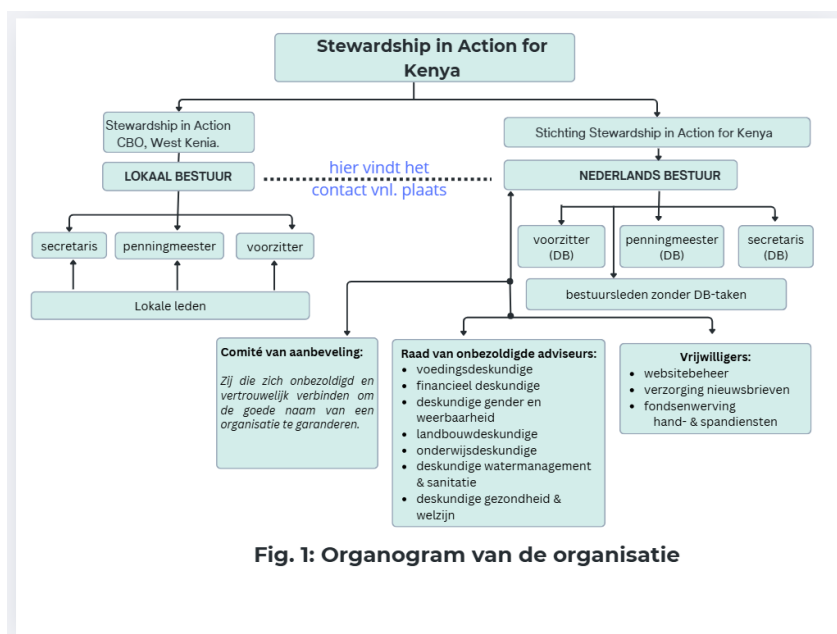 Stewardship in Action for
Kenya
Stewardship in Action
CBO, West Kenia.
Stichting Stewardship in Action for Kenya
LOKAAL BESTUUR
hier vindt het
contact vnl. plaats
NEDERLANDS BESTUUR
secretaris
penningmeester
voorzitter
voorzitter
(DB)
penningmeester
(DB)
secretaris
(DB)
Lokale leden
bestuursleden zonder DB-taken
Comité van aanbeveling:
Zij die zich onbezoldigd en
vertrouwelijk verbinden om
de goede naam van een
organisatie te garanderen.
Raad van onbezoldigde adviseurs:
• voedingsdeskundige
• financieel deskundige
• deskundige gender en
weerbaarheid
• landbouwdeskundige
• onderwijsdeskundige
• deskundige watermanagement
& sanitatie
• deskundige gezondheid &
welzijn
Vrijwilligers:
• websitebeheer
• verzorging nieuwsbrieven
• fondsenwerving
hand- & spandiensten
Fig. 1: Organogram van de organisatie